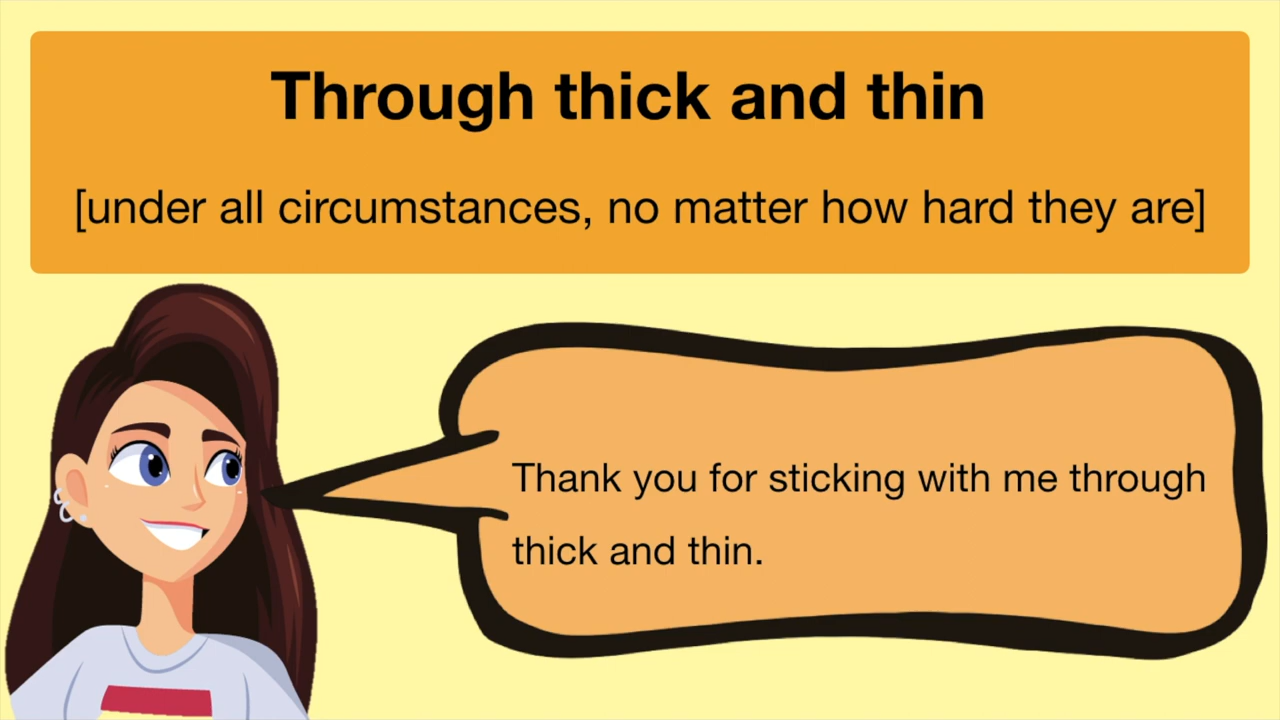 Through thick and thin
[under all circumstances, no matter how hard they are]
Thank you for sticking with me through
thick and thin.